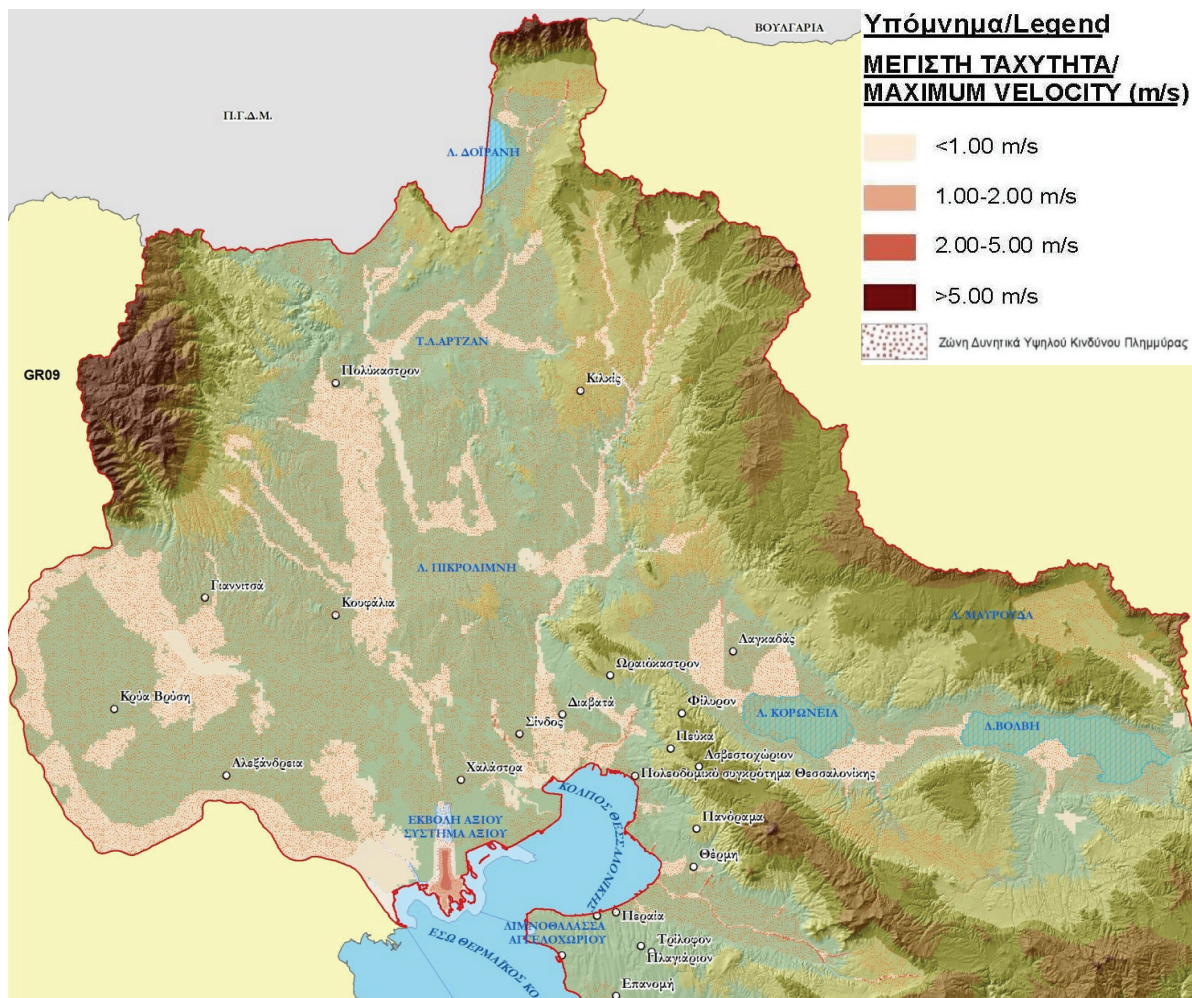 ΒΟΥΛΓΑΡΙΑ
Π.Γ.Δ.Μ.
Λ. ΔΟΪΡΑΝΗ
Τ.Λ.ΑΡΤΖΑΝ
GR09
Πολύκαστρον
Κιλκίς
Λ. ΠΙΚΡΟΛΙΜΝΗ
Γιαννιτσά
Κουφάλια
Λ. ΜΑΥΡΟΥΔΑ
Λαγκαδάς
Ωραιόκαστρον
Κρύα Βρύση
Διαβατά
Φίλυρον
Λ. ΚΟΡΩΝΕΙΑ
Λ.ΒΟΛΒΗ
Σίνδος
Πεύκα
Ασβεστοχώριον
Αλεξάνδρεια
Χαλάστρα
Πολεοδομικό συγκρότημα Θεσσαλονίκης
ΚΟΛΠΟΣ ΘΕΣΣΑΛΟΝΙΚΗΣ
ΕΚΒΟΛΗ ΑΞΙΟΥ
ΣΥΣΤΗΜΑ ΑΞΙΟΥ
Πανόραμα
Θέρμη
Περαία
ΛΙΜΝΟΘΑΛΑΣΣΑ
ΑΓΓΕΛΟΧΩΡΙΟΥ
ΕΣΩ ΘΕΡΜΑΪΚΟΣ ΚΟ
Τρίλοφον
Πλαγιάριον
Επανομή
Υπόμνημα/Legend
ΜΕΓΙΣΤΗ ΤΑΧΥΤΗΤΑ/
MAXIMUM VELOCITY (m/s)
<1.00 m/s
1.00-2.00 m/s
2.00-5.00 m/s
>5.00 m/s
Ζώνη Δυνητικά Υψηλού Κινδύνου Πλημμύρας